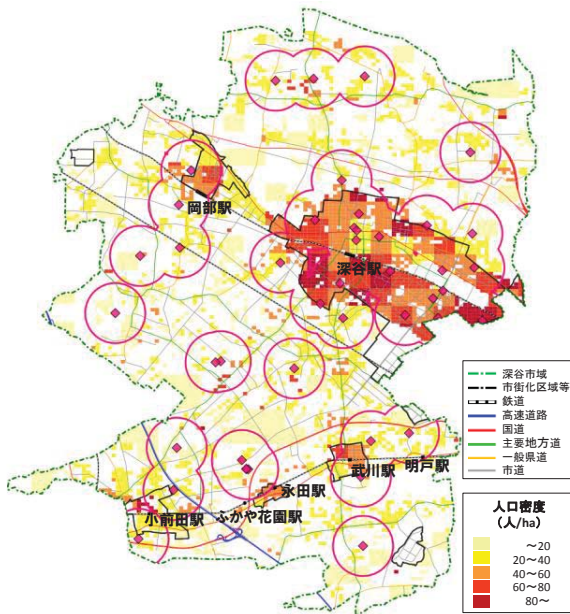 岡部駅
深谷駅
武川駅
明戸駅
永田駅
ふかや花園駅
小前田駅
深谷市域
市街化区域等
鉄道
高速道路
国道
主要地方道
一般県道
市道
人口密度
(人/ha)
～20
20～40
40～60
60～80
80～